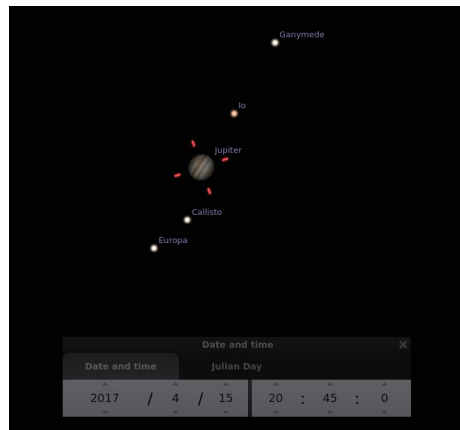 Ganymede
Io
Jupiter
Callisto
Europa
Date and time
Date and time Julian Day
2017 / 4 / 15 20 : 45 : 0